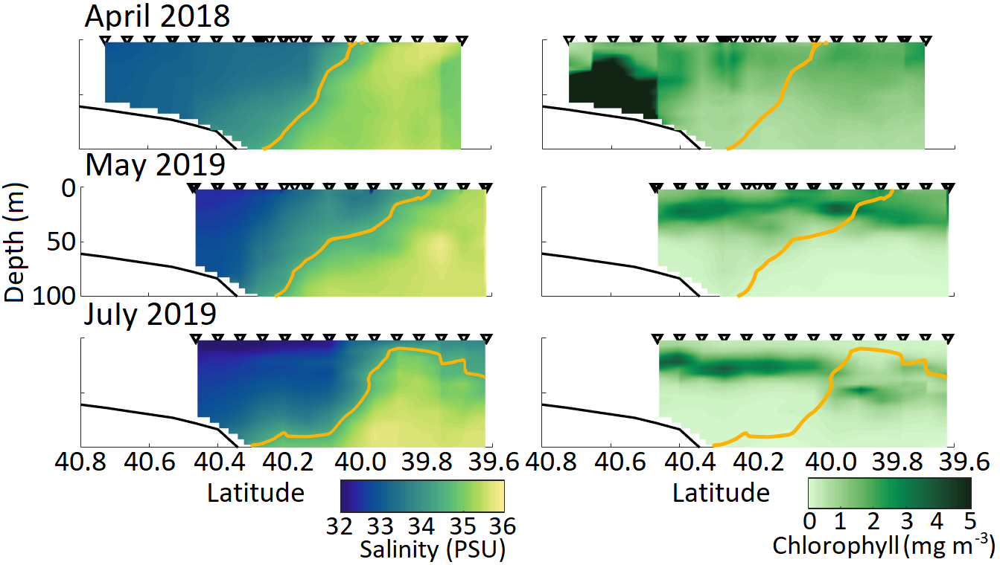 April 2018
May 2019
Depth (m)
0
50
100
July 2019
40.8 40.6 40.4 40.2 40.0 39.8 39.6
40.8 40.6 40.4 40.2 40.0 39.8 39.6
Latitude
Latitude
32 33 34 35 36
Salinity (PSU)
0 1 2 3 4 5
Chlorophyll (mg m⁻³)